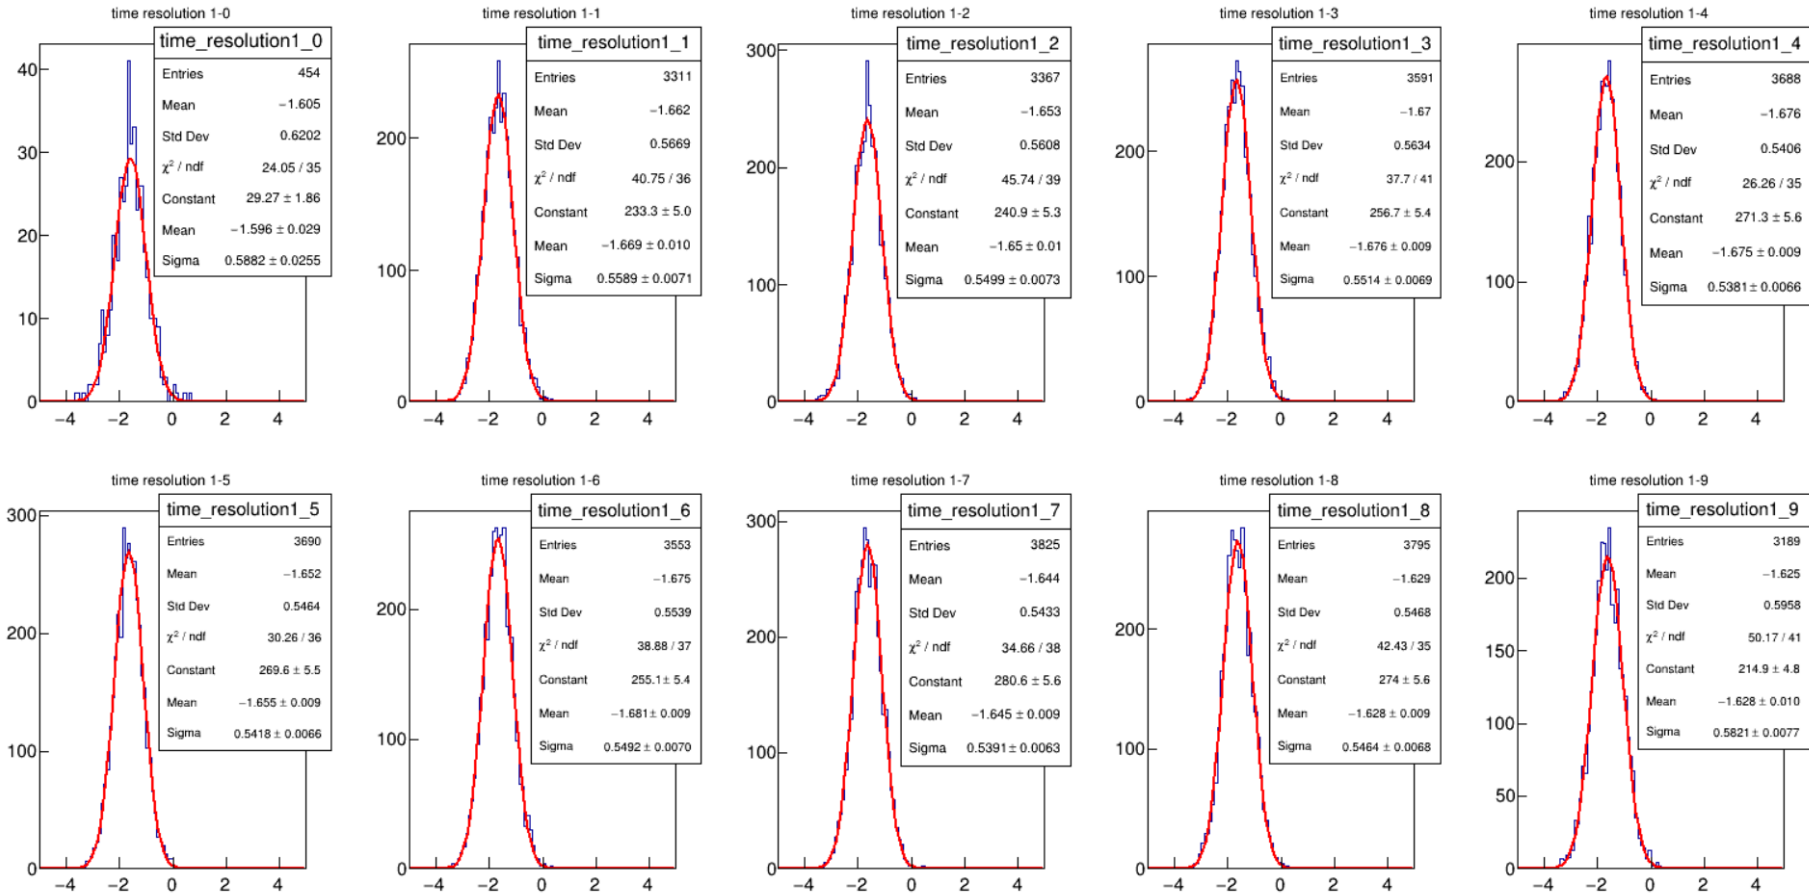 time resolution 1-0
time_resolution1_0
Entries 454
Mean −1.605
Std Dev 0.6202
χ² / ndf 24.05 / 35
Constant 29.27 ± 1.86
Mean −1.596 ± 0.029
Sigma 0.5882 ± 0.0255
40
30
20
10
0
−4 −2 0 2 4
time resolution 1-1
time_resolution1_1
Entries 3311
Mean −1.662
Std Dev 0.5669
χ² / ndf 40.75 / 36
Constant 233.3 ± 5.0
Mean −1.669 ± 0.010
Sigma 0.5589 ± 0.0071
200
100
0
−4 −2 0 2 4
time resolution 1-2
time_resolution1_2
Entries 3367
Mean −1.653
Std Dev 0.5608
χ² / ndf 45.74 / 39
Constant 240.9 ± 5.3
Mean −1.65 ± 0.01
Sigma 0.5499 ± 0.0073
300
200
100
0
−4 −2 0 2 4
time resolution 1-3
time_resolution1_3
Entries 3591
Mean −1.67
Std Dev 0.5634
χ² / ndf 37.7 / 41
Constant 256.7 ± 5.4
Mean −1.676 ± 0.009
Sigma 0.5514 ± 0.0069
200
100
0
−4 −2 0 2 4
time resolution 1-4
time_resolution1_4
Entries 3688
Mean −1.676
Std Dev 0.5406
χ² / ndf 26.26 / 35
Constant 271.3 ± 5.6
Mean −1.675 ± 0.009
Sigma 0.5381 ± 0.0066
200
100
0
−4 −2 0 2 4
time resolution 1-5
time_resolution1_5
Entries 3690
Mean −1.652
Std Dev 0.5464
χ² / ndf 30.26 / 36
Constant 269.6 ± 5.5
Mean −1.655 ± 0.009
Sigma 0.5418 ± 0.0066
300
200
100
0
−4 −2 0 2 4
time resolution 1-6
time_resolution1_6
Entries 3553
Mean −1.675
Std Dev 0.5539
χ² / ndf 38.88 / 37
Constant 255.1 ± 5.4
Mean −1.681 ± 0.009
Sigma 0.5492 ± 0.0070
200
100
0
−4 −2 0 2 4
time resolution 1-7
time_resolution1_7
Entries 3825
Mean −1.644
Std Dev 0.5433
χ² / ndf 34.66 / 38
Constant 280.6 ± 5.6
Mean −1.645 ± 0.009
Sigma 0.5391 ± 0.0063
300
200
100
0
−4 −2 0 2 4
time resolution 1-8
time_resolution1_8
Entries 3795
Mean −1.629
Std Dev 0.5468
χ² / ndf 42.43 / 35
Constant 274 ± 5.6
Mean −1.628 ± 0.009
Sigma 0.5464 ± 0.0068
200
100
0
−4 −2 0 2 4
time resolution 1-9
time_resolution1_9
Entries 3189
Mean −1.625
Std Dev 0.5958
χ² / ndf 50.17 / 41
Constant 214.9 ± 4.8
Mean −1.628 ± 0.010
Sigma 0.5821 ± 0.0077
200
150
100
50
0
−4 −2 0 2 4